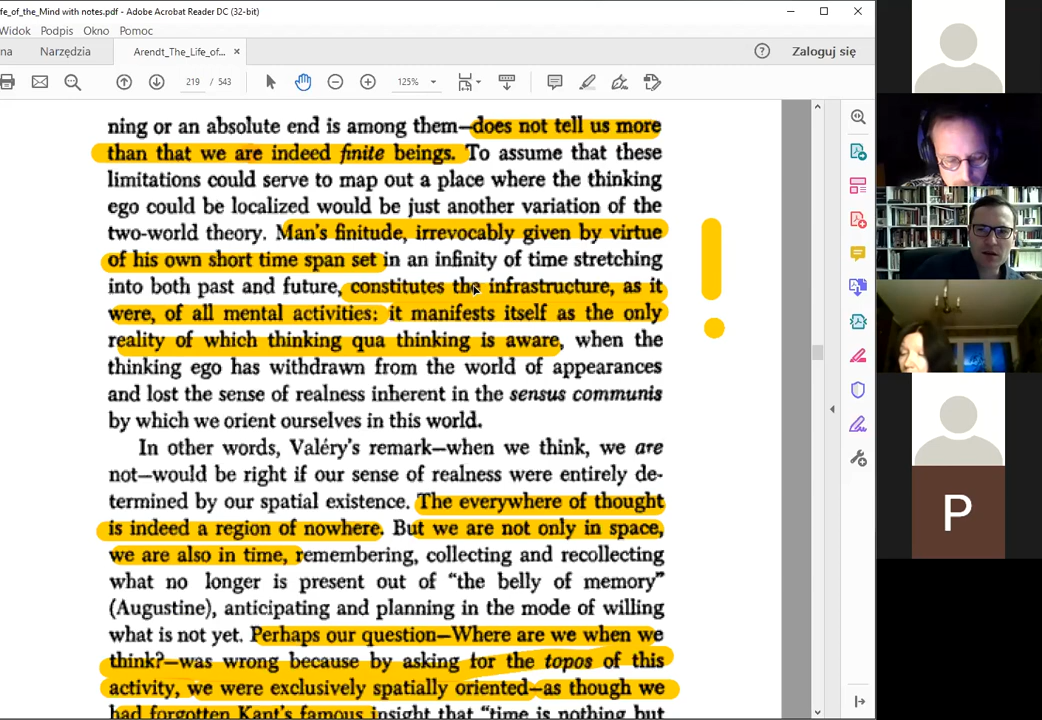 ife_of_the_Mind with notes.pdf - Adobe Acrobat Reader DC (32-bit)
Widok Podpis Okno Pomoc
na Narzędzia Arendt_The_Life_of... × ? Zaloguj się
219 / 543 125%
ning or an absolute end is among them—does not tell us more
than that we are indeed finite beings. To assume that these
limitations could serve to map out a place where the thinking
ego could be localized would be just another variation of the
two-world theory. Man's finitude, irrevocably given by virtue
of his own short time span set in an infinity of time stretching
into both past and future, constitutes the infrastructure, as it
were, of all mental activities: it manifests itself as the only
reality of which thinking qua thinking is aware, when the
thinking ego has withdrawn from the world of appearances
and lost the sense of realness inherent in the sensus communis
by which we orient ourselves in this world.
In other words, Valéry's remark—when we think, we are
not—would be right if our sense of realness were entirely de-
termined by our spatial existence. The everywhere of thought
is indeed a region of nowhere. But we are not only in space,
we are also in time, remembering, collecting and recollecting
what no longer is present out of "the belly of memory"
(Augustine), anticipating and planning in the mode of willing
what is not yet. Perhaps our question—Where are we when we
think?—was wrong because by asking for the topos of this
activity, we were exclusively spatially oriented—as though we
had forgotten Kant's famous insight that "time is nothing but
!
P